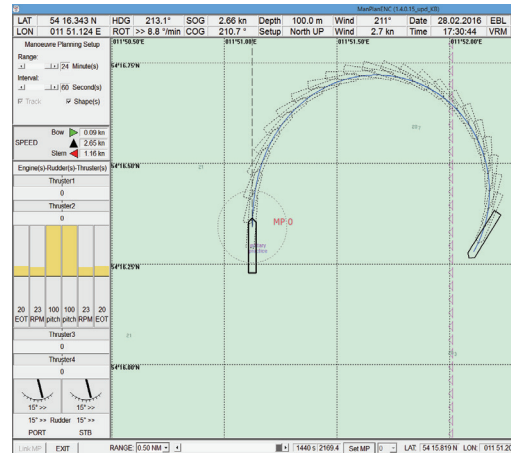 ManPlanENC (1.4.0.15_upd_KB)
LAT 54 16.343 N HDG 213.1° SOG 2.66 kn Depth 100.0 m Wind 211° Date 28.02.2016 EBL
LON 011 51.124 E ROT >> 8.8 °/min COG 210.7 ° Setup North UP Wind 2.7 kn Time 17:30:44 VRM
Manoeuvre Planning Setup
Range:
24 Minute(s)
Interval:
60 Second(s)
Track Shape(s)
Bow 0.09 kn
SPEED 2.65 kn
Stern 1.16 kn
Engine(s)-Rudder(s)-Thruster(s)
Thruster1
0
Thruster2
0
20 23 100 100 23 20
EOT RPM pitch pitch RPM EOT
Thruster3
0
Thruster4
0
15° >> 15° >>
15° >> Rudder 15° >>
PORT STB
Link MP EXIT
011°50.50'E 011°51.00'E 011°51.50'E 011°52.00'E
54°16.75'N
54°16.50'N
MP 0
54°16.25'N
54°16.00'N
RANGE: 0.50 NM 1440 s 2169.4 Set MP 0 LAT: 54 15.819 N LON: 011 51.20